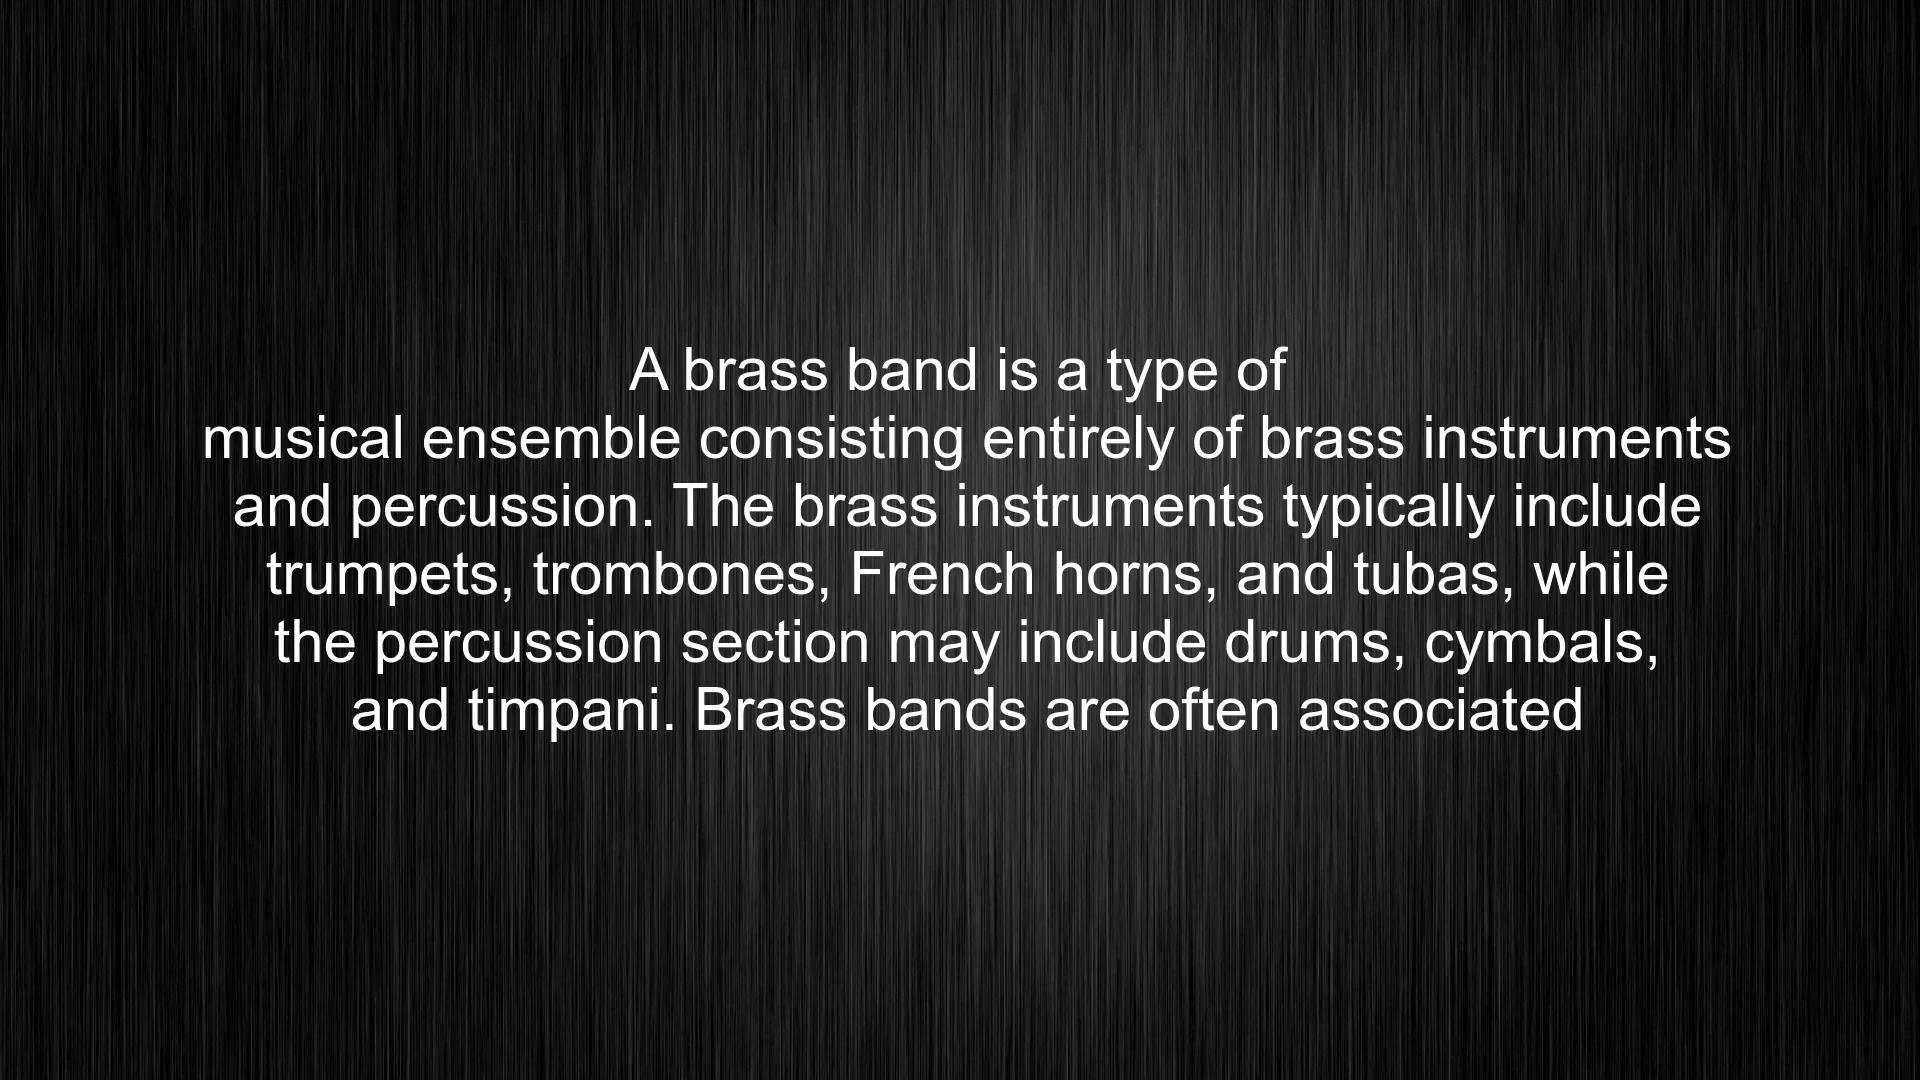 A brass band is a type of
musical ensemble consisting entirely of brass instruments
and percussion. The brass instruments typically include
trumpets, trombones, French horns, and tubas, while
the percussion section may include drums, cymbals,
and timpani. Brass bands are often associated